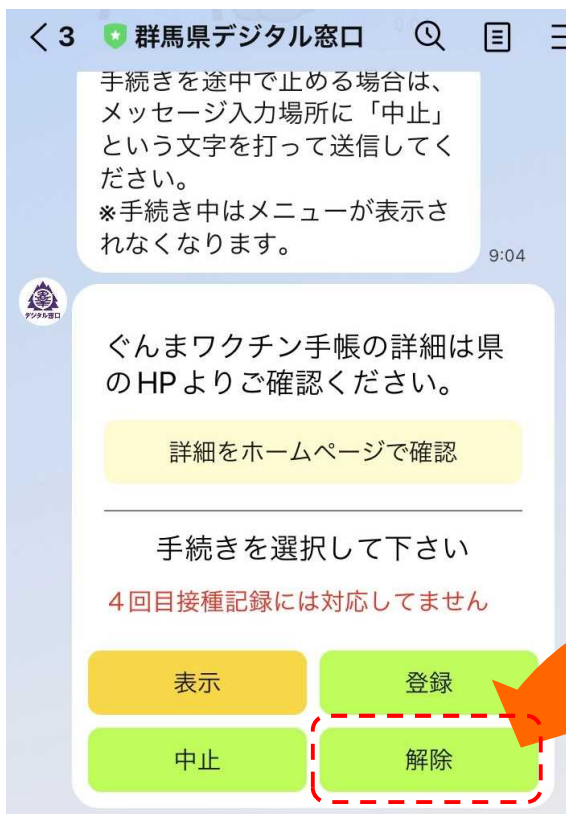 3 群馬県デジタル窓口
手続きを途中で止める場合は、
メッセージ入力場所に「中止」
という文字を打って送信してく
ださい。
※手続き中はメニューが表示さ
れなくなります。
9:04
デジタル窓口
ぐんまワクチン手帳の詳細は県
のHPよりご確認ください。
詳細をホームページで確認
手続きを選択して下さい
4回目接種記録には対応してません
表示 登録
中止 解除